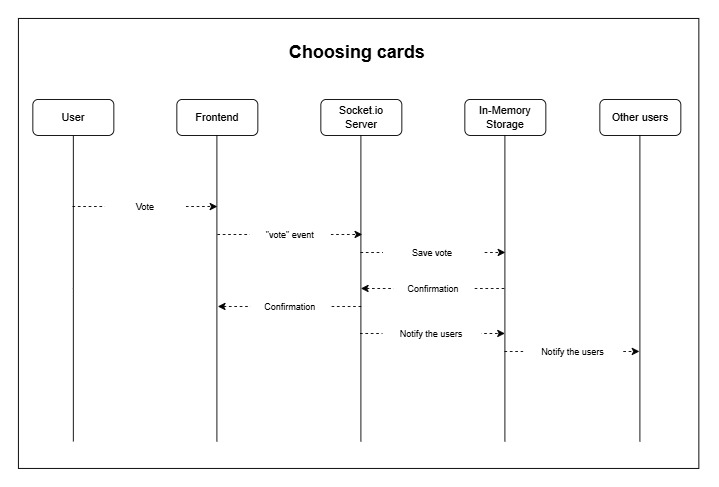 Choosing cards
User
Frontend
Socket.io
Server
In-Memory
Storage
Other users
Vote
"vote" event
Save vote
Confirmation
Confirmation
Notify the users
Notify the users